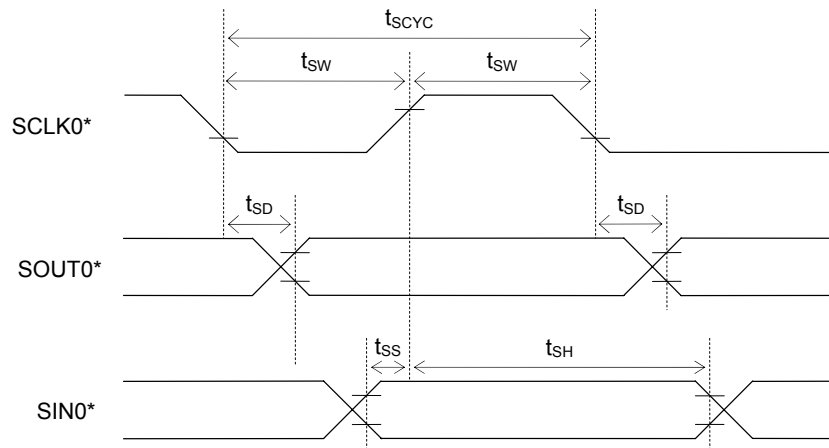 tSCYC
tSW tSW
SCLK0*
tSD tSD
SOUT0*
tSS tSH
SIN0*